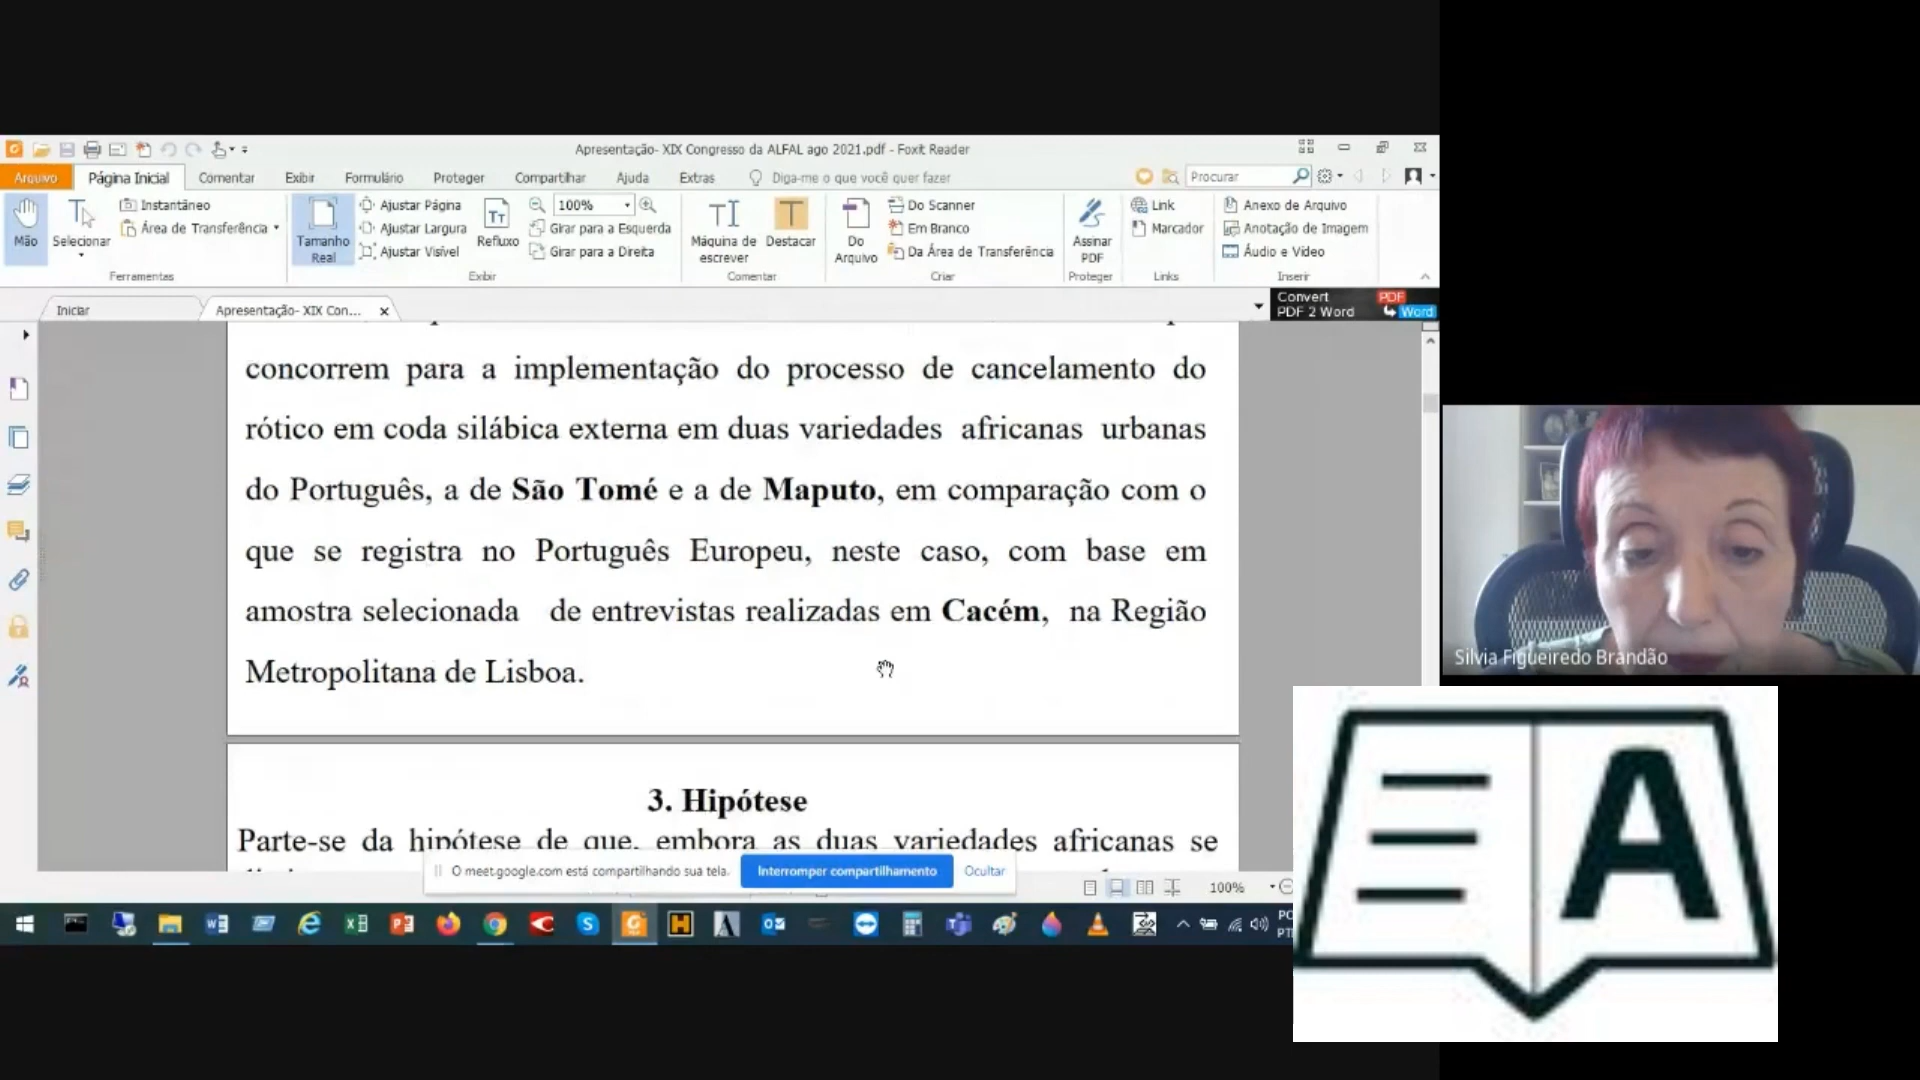 Apresentação- XIX Congresso da ALFAL ago 2021.pdf - Foxit Reader
Arquivo Página Inicial Comentar Exibir Formulário Proteger Compartilhar Ajuda Extras Diga-me o que você quer fazer Procurar
Mão
Selecionar
Instantâneo
Área de Transferência
Ferramentas
Tamanho Real
Ajustar Página
Ajustar Largura
Ajustar Visível
Refluxo
100%
Girar para a Esquerda
Girar para a Direita
Exibir
Máquina de escrever
Destacar
Comentar
Do Arquivo
Do Scanner
Em Branco
Da Área de Transferência
Criar
Assinar PDF
Proteger
Link
Marcador
Links
Anexo de Arquivo
Anotação de Imagem
Áudio e Vídeo
Inserir
Iniciar
Apresentação- XIX Con...
Convert PDF
PDF 2 Word Word
concorrem para a implementação do processo de cancelamento do
rótico em coda silábica externa em duas variedades africanas urbanas
do Português, a de São Tomé e a de Maputo, em comparação com o
que se registra no Português Europeu, neste caso, com base em
amostra selecionada de entrevistas realizadas em Cacém, na Região
Metropolitana de Lisboa.
3. Hipótese
Parte-se da hipótese de que, embora as duas variedades africanas se
O meet.google.com está compartilhando sua tela. Interromper compartilhamento Ocultar
100%
Silvia Figueiredo Brandão
A